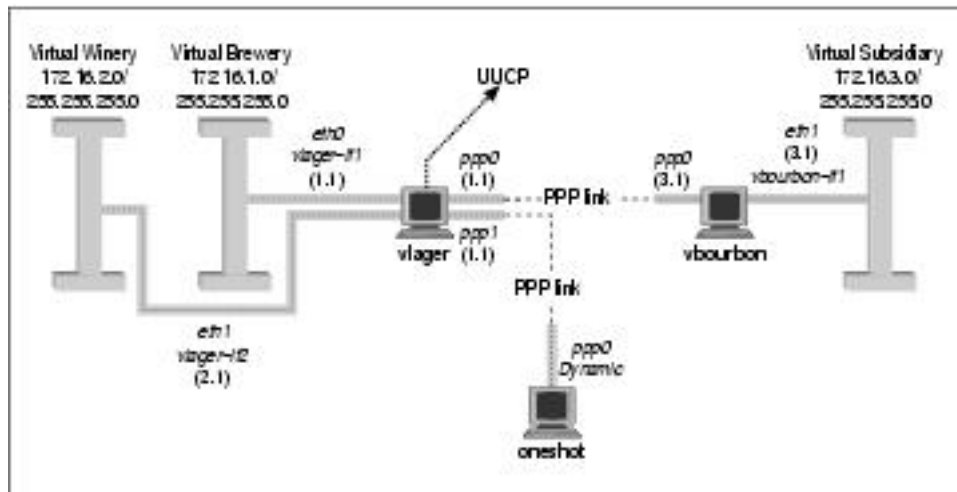 Virtual Winery
172.16.2.0/
255.255.255.0
Virtual Brewery
172.16.1.0/
255.255.255.0
UUCP
Virtual Subsidiary
172.16.3.0/
255.255.255.0
eth0
vlager-if1
(1.1)
ppp0
(1.1)
PPP link
ppp0
(3.1)
eth1
(3.1)
vbourbon-if1
vlager
ppp1
(1.1)
vbourbon
PPP link
eth1
vlager-if2
(2.1)
ppp0
Dynamic
oneshot